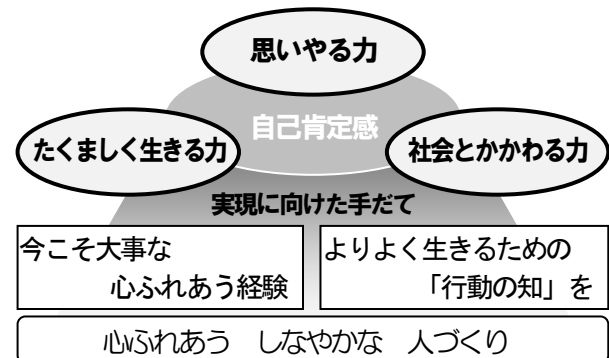 思いやる力
自己肯定感
たくましく生きる力
社会とかかわる力
実現に向けた手だて
今こそ大事な
心ふれあう経験
よりよく生きるための
「行動の知」を
心ふれあう　しなやかな　人づくり